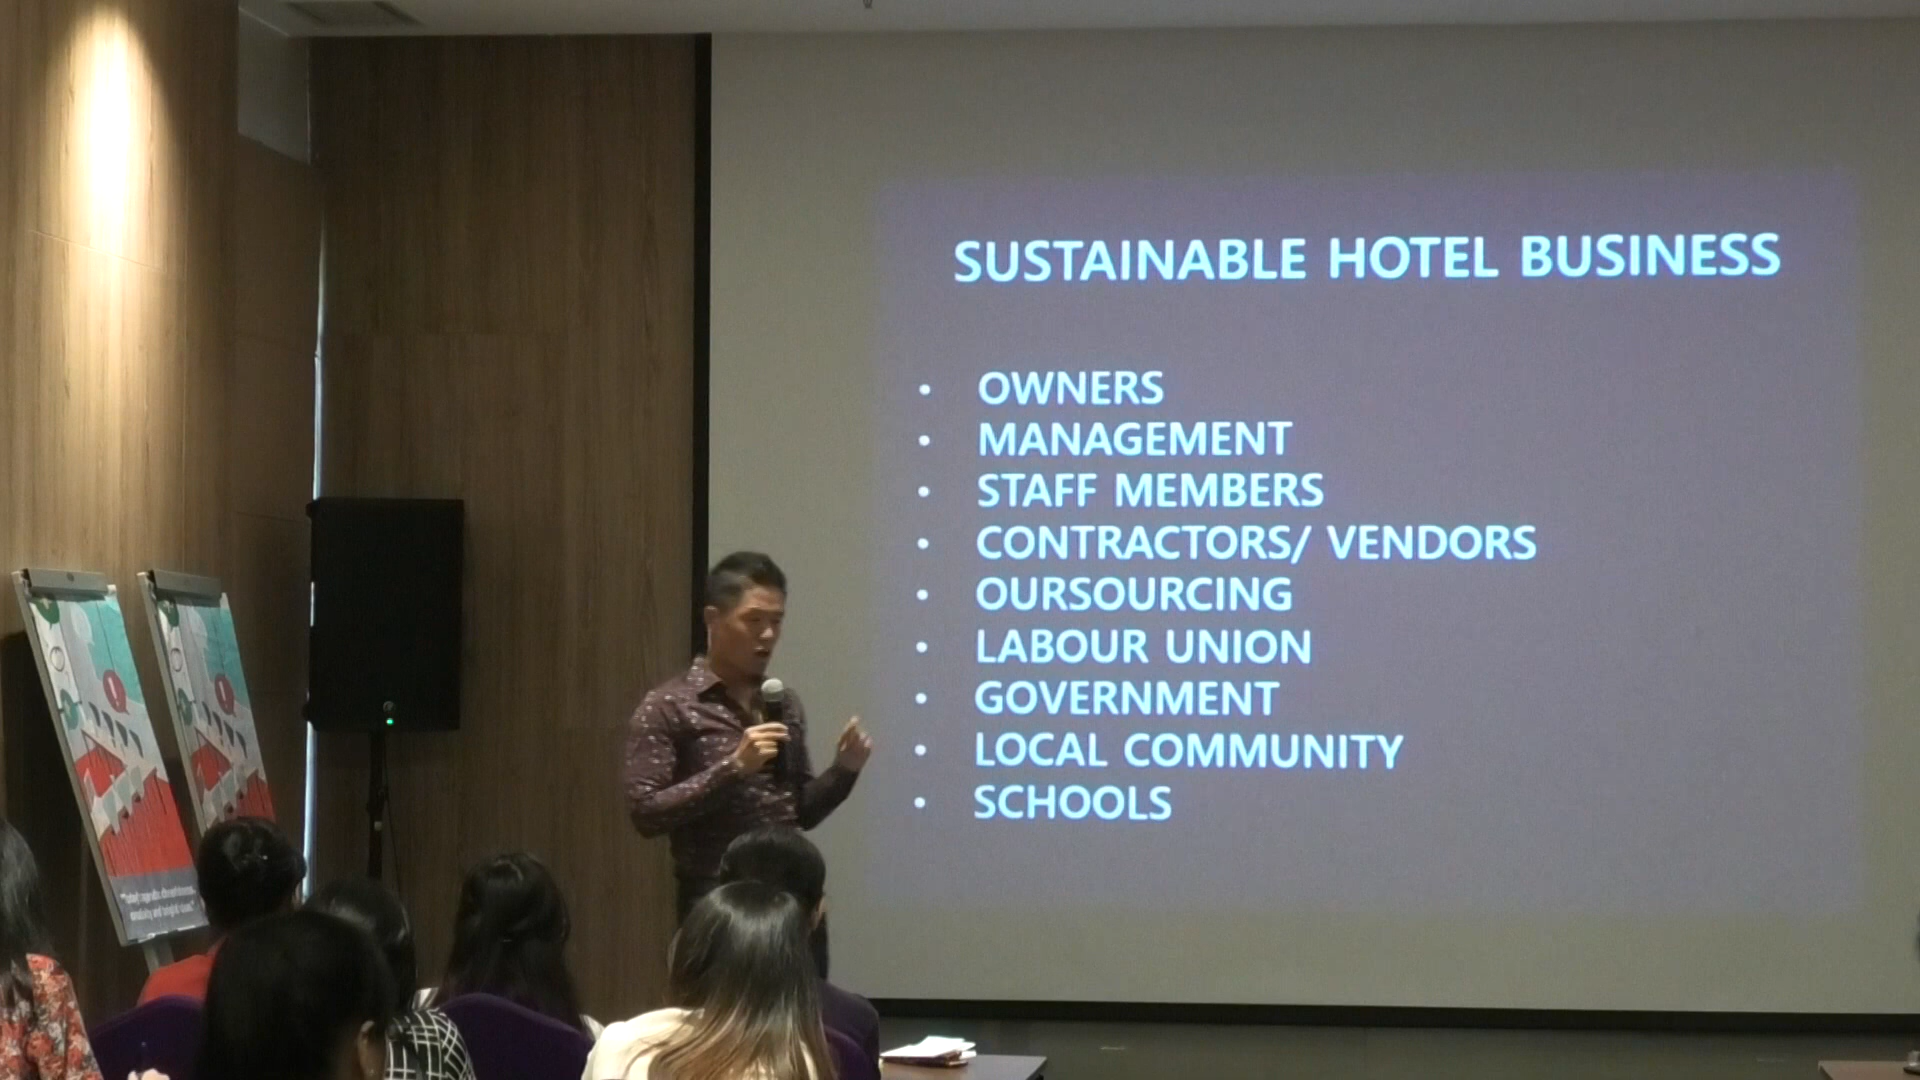 SUSTAINABLE HOTEL BUSINESS
• OWNERS
• MANAGEMENT
• STAFF MEMBERS
• CONTRACTORS/ VENDORS
• OURSOURCING
• LABOUR UNION
• GOVERNMENT
• LOCAL COMMUNITY
• SCHOOLS